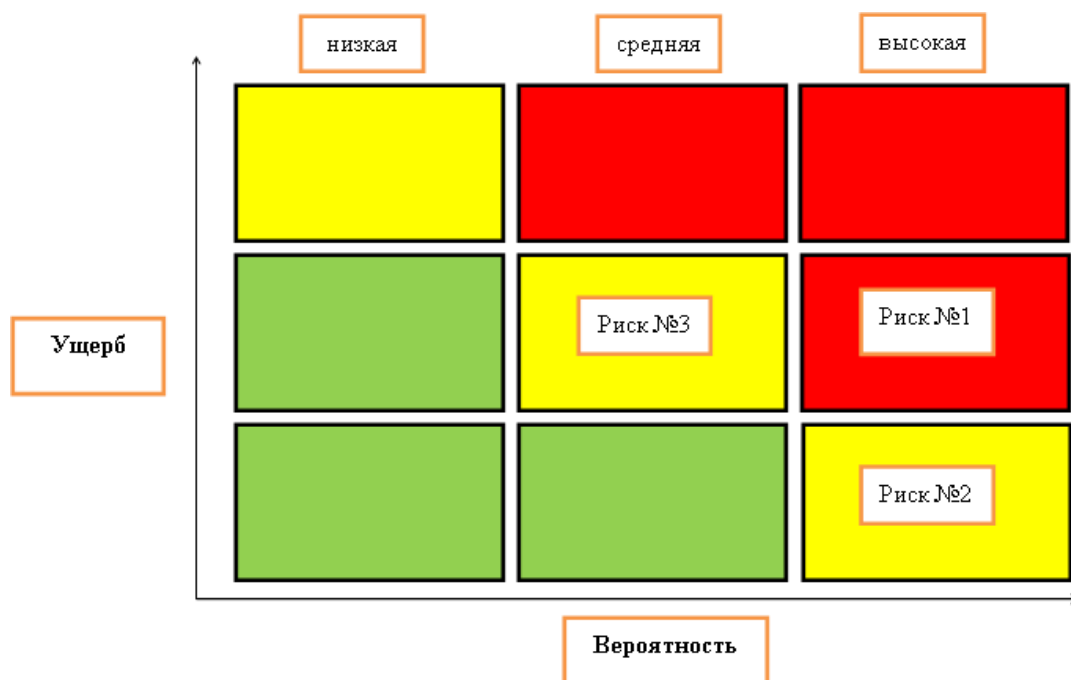 низкая
средняя
высокая
Ущерб
Риск №3
Риск №1
Риск №2
Вероятность